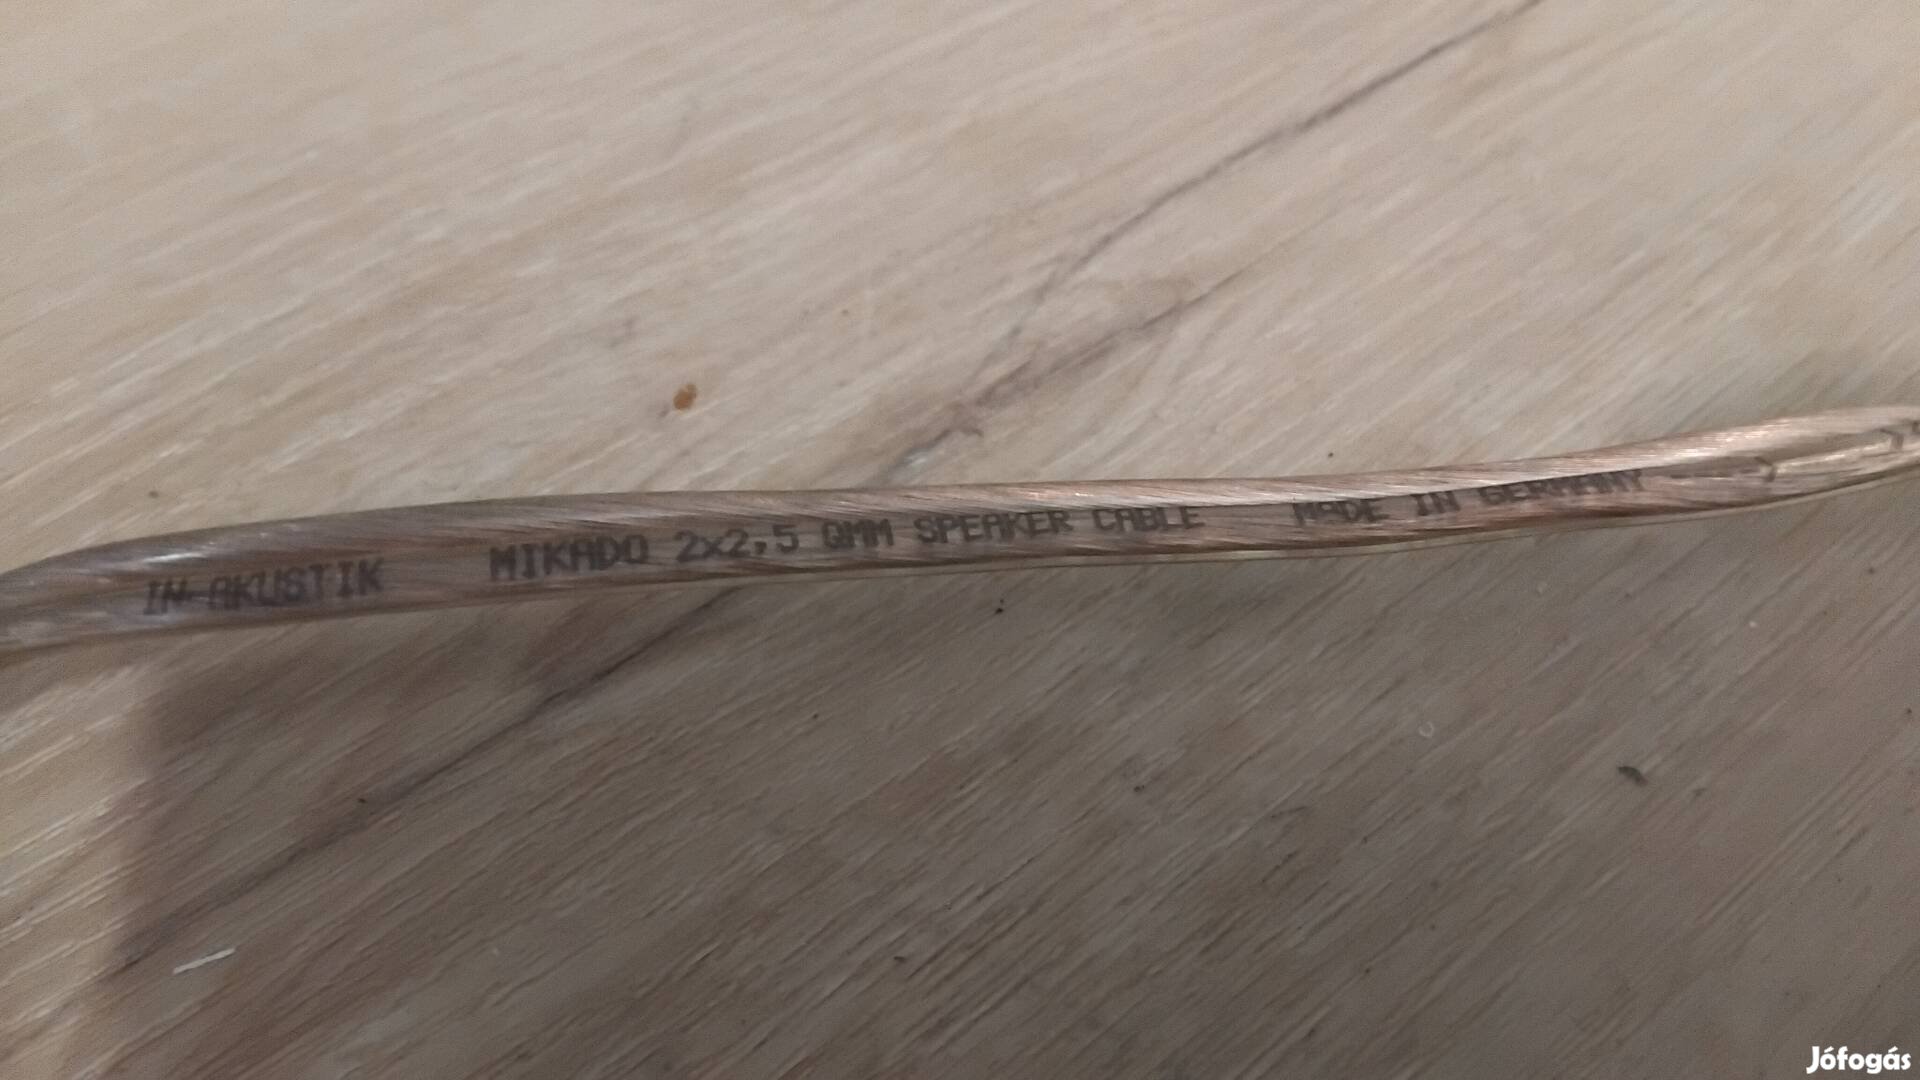 IN-AKUSTIK MIKADO 2x2,5 QMM SPEAKER CABLE MADE IN GERMANY
Jófogás